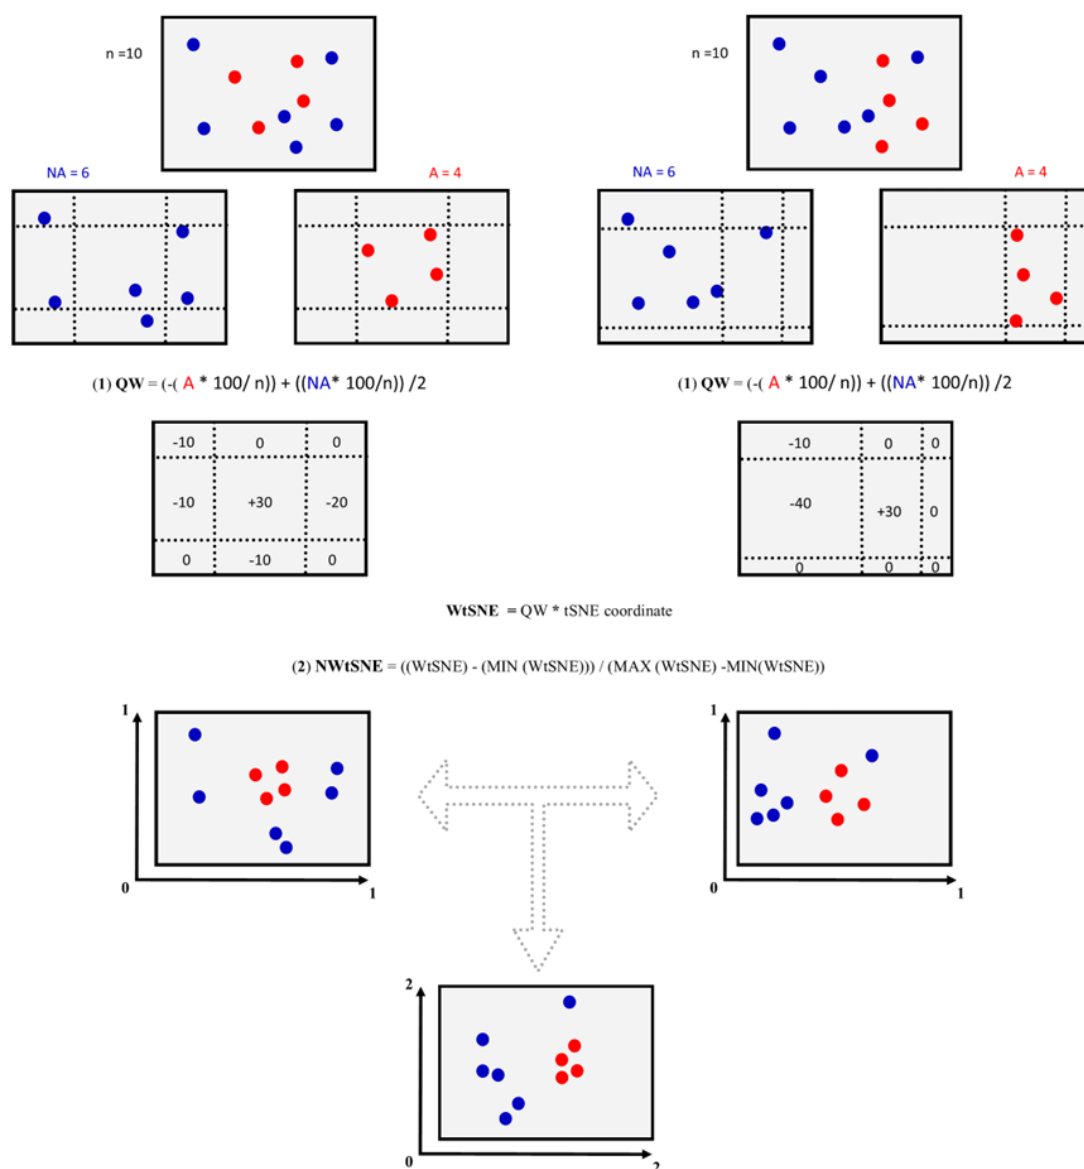 n =10
n =10
NA = 6
A = 4
NA = 6
A = 4
(1) QW = (-( A * 100/ n)) + ((NA* 100/n)) /2
(1) QW = (-( A * 100/ n)) + ((NA* 100/n)) /2
-10 0 0
-10 +30 -20
0 -10 0
-10 0 0
-40 +30 0
0 0 0
WtSNE = QW * tSNE coordinate
(2) NWtSNE = ((WtSNE) - (MIN (WtSNE))) / (MAX (WtSNE) -MIN(WtSNE))
1
0
1
1
0
1
2
0
2